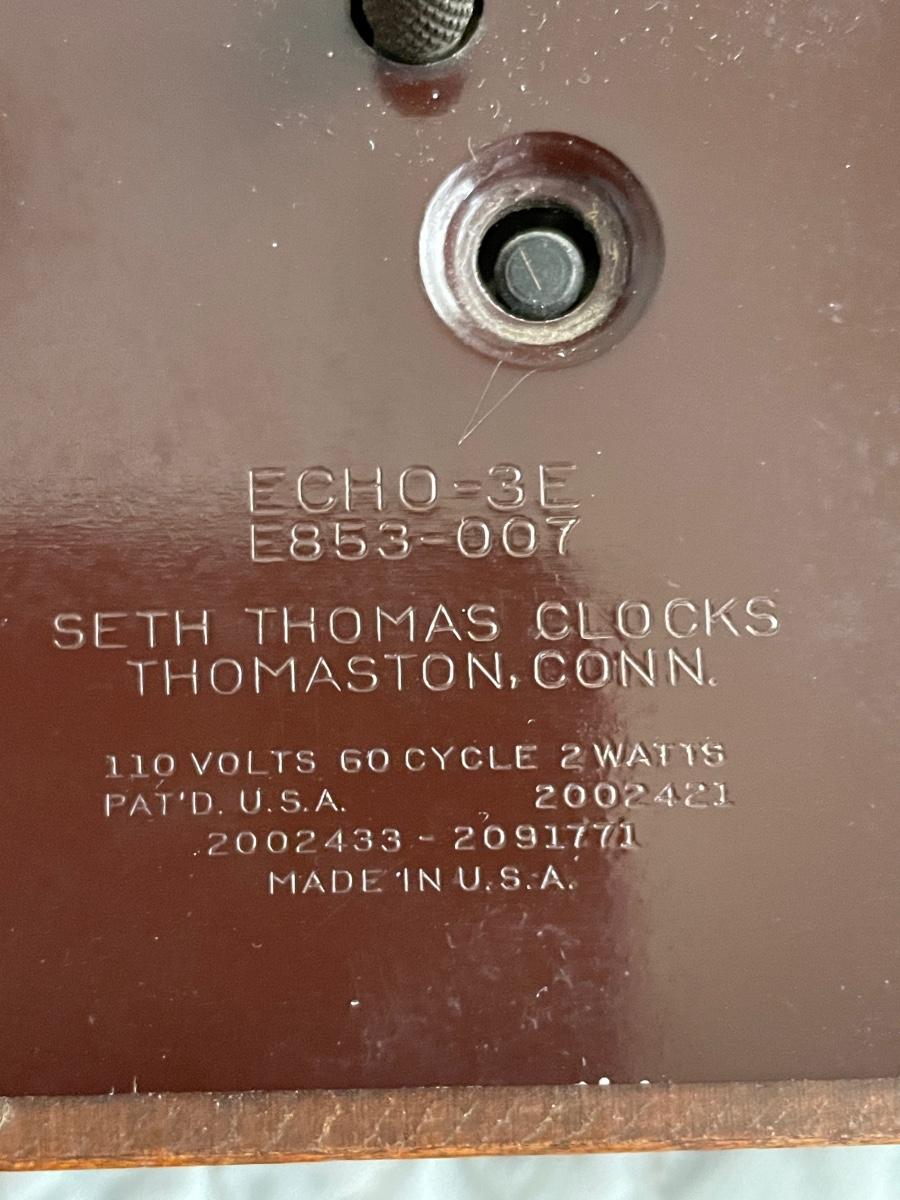 ECHO-3E
E853-007
SETH THOMAS CLOCKS
THOMASTON, CONN.
110 VOLTS 60 CYCLE 2 WATTS
PAT'D. U.S.A. 2002421
2002433 - 2091771
MADE IN U.S.A.